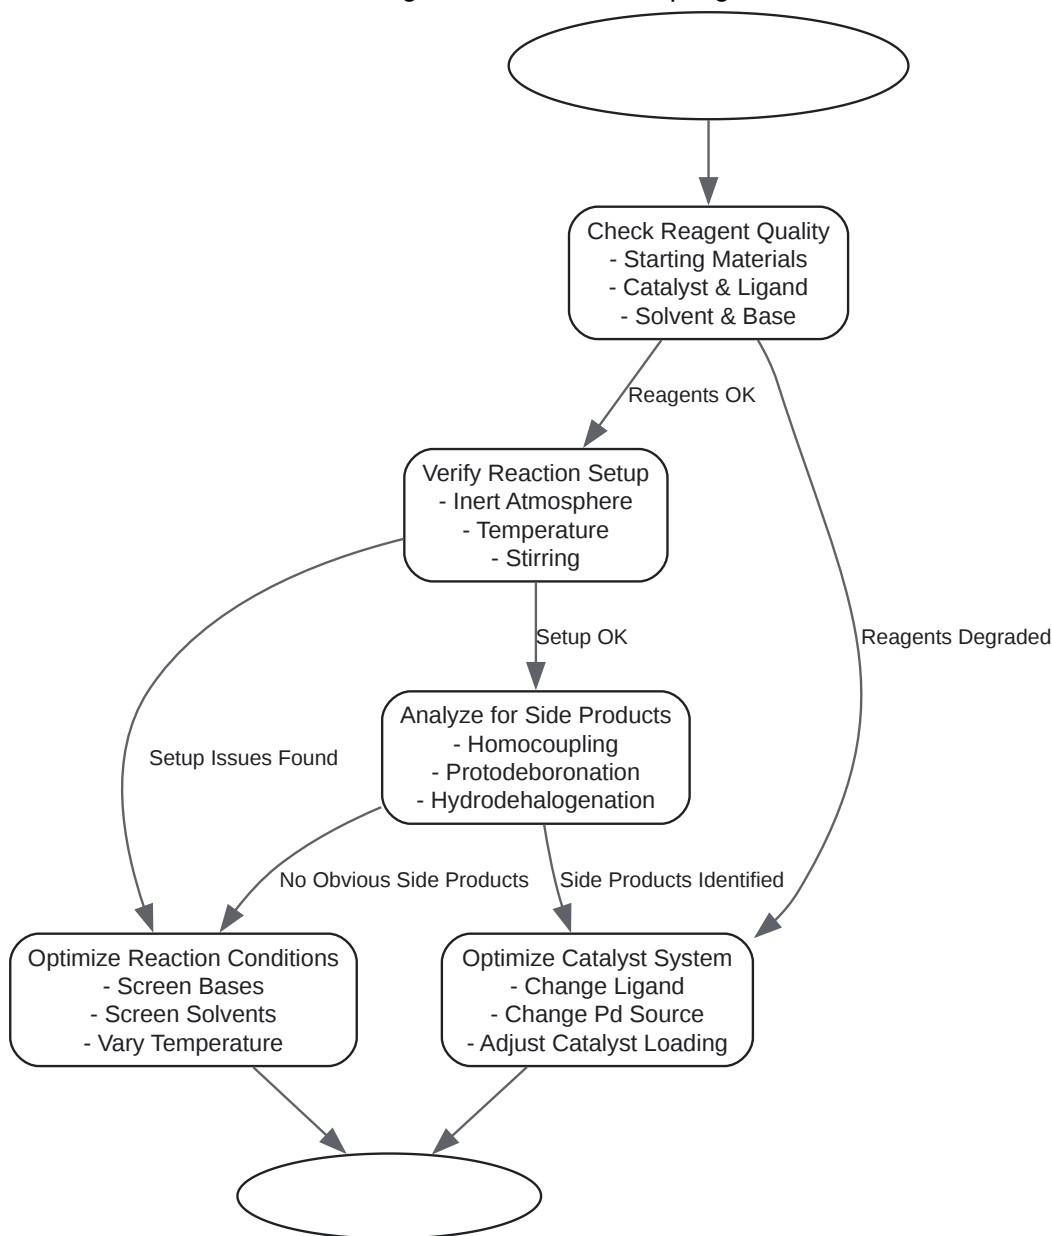 Check Reagent Quality
- Starting Materials
- Catalyst & Ligand
- Solvent & Base
Reagents OK
Verify Reaction Setup
- Inert Atmosphere
- Temperature
- Stirring
Setup OK
Reagents Degraded
Analyze for Side Products
- Homocoupling
- Protodeboronation
- Hydrodehalogenation
Setup Issues Found
No Obvious Side Products
Side Products Identified
Optimize Reaction Conditions
- Screen Bases
- Screen Solvents
- Vary Temperature
Optimize Catalyst System
- Change Ligand
- Change Pd Source
- Adjust Catalyst Loading